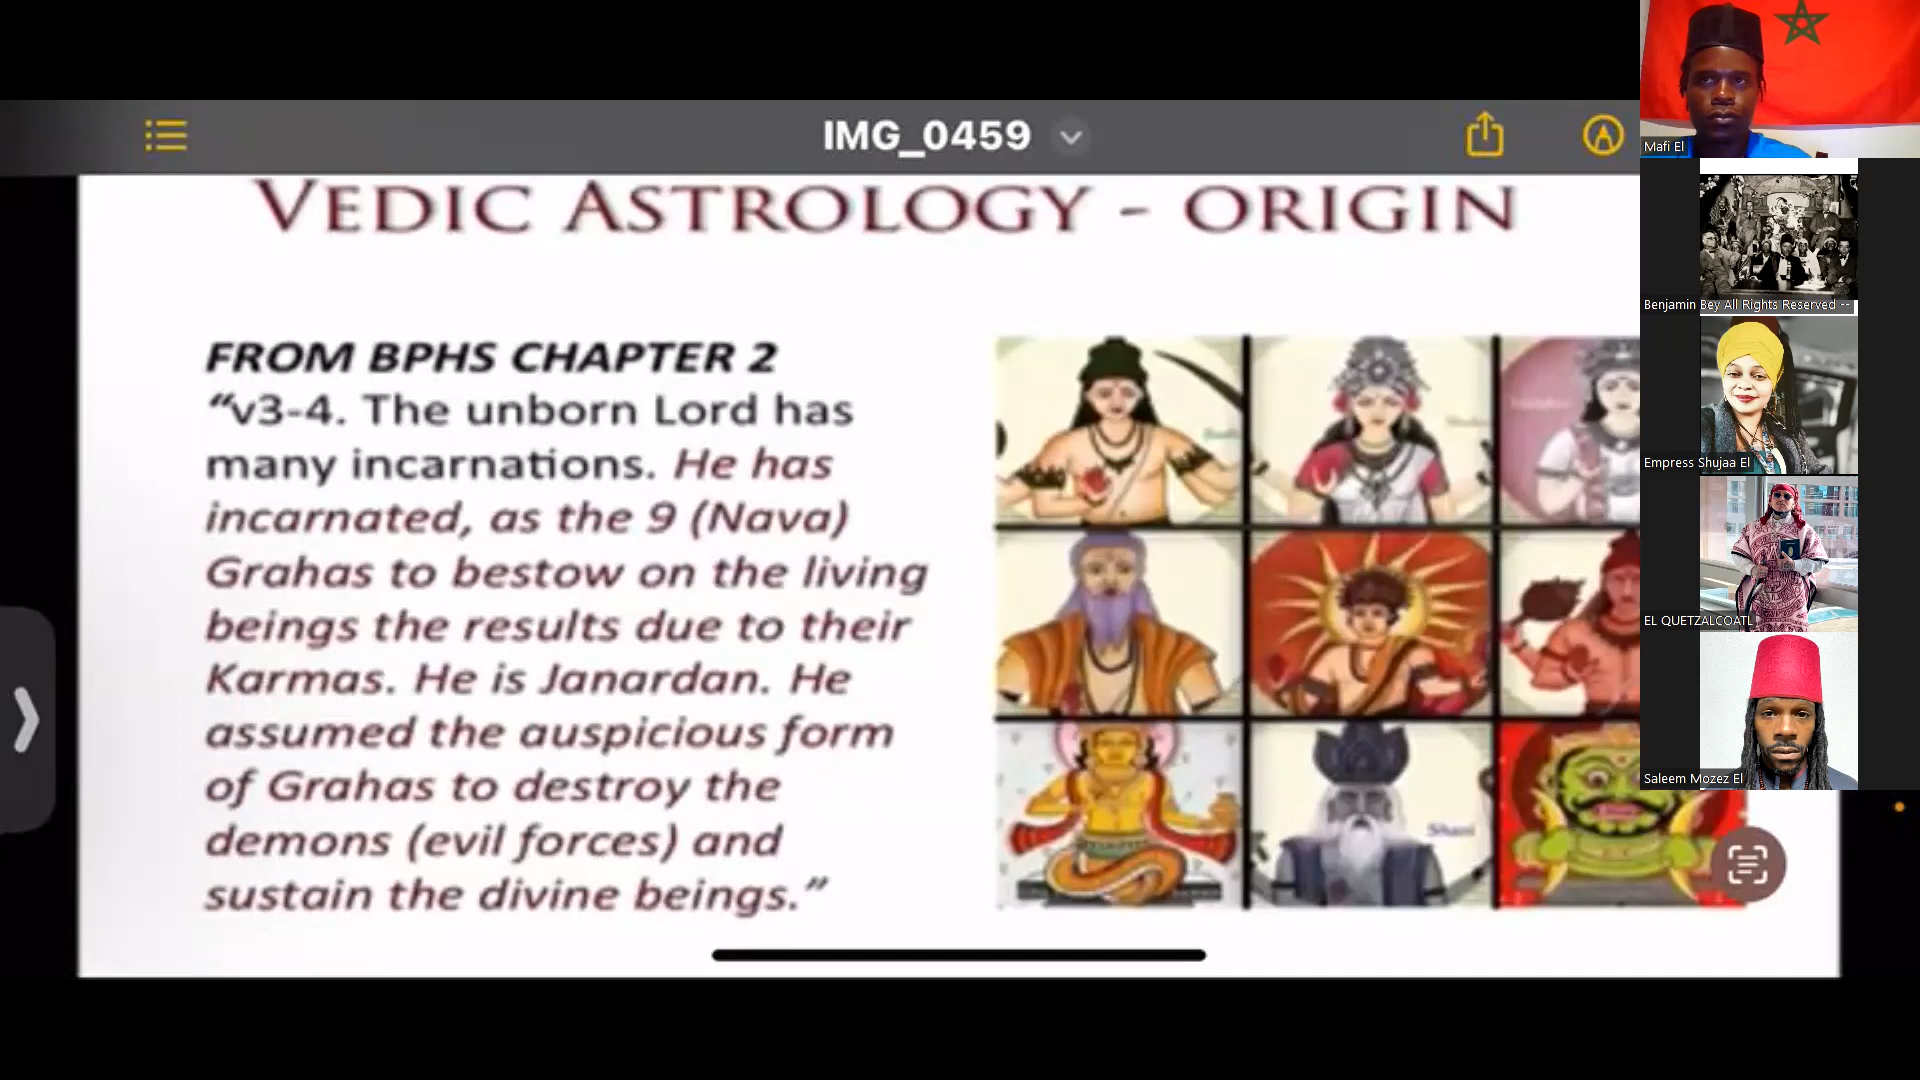 IMG_0459
VEDIC ASTROLOGY - ORIGIN
FROM BPHS CHAPTER 2
“v3-4. The unborn Lord has
many incarnations. He has
incarnated, as the 9 (Nava)
Grahas to bestow on the living
beings the results due to their
Karmas. He is Janardan. He
assumed the auspicious form
of Grahas to destroy the
demons (evil forces) and
sustain the divine beings.”
Shani
Mafi El
Benjamin Bey All Rights Reserved --
Empress Shujaa El
EL QUETZALCOATL
Saleem Mozez El